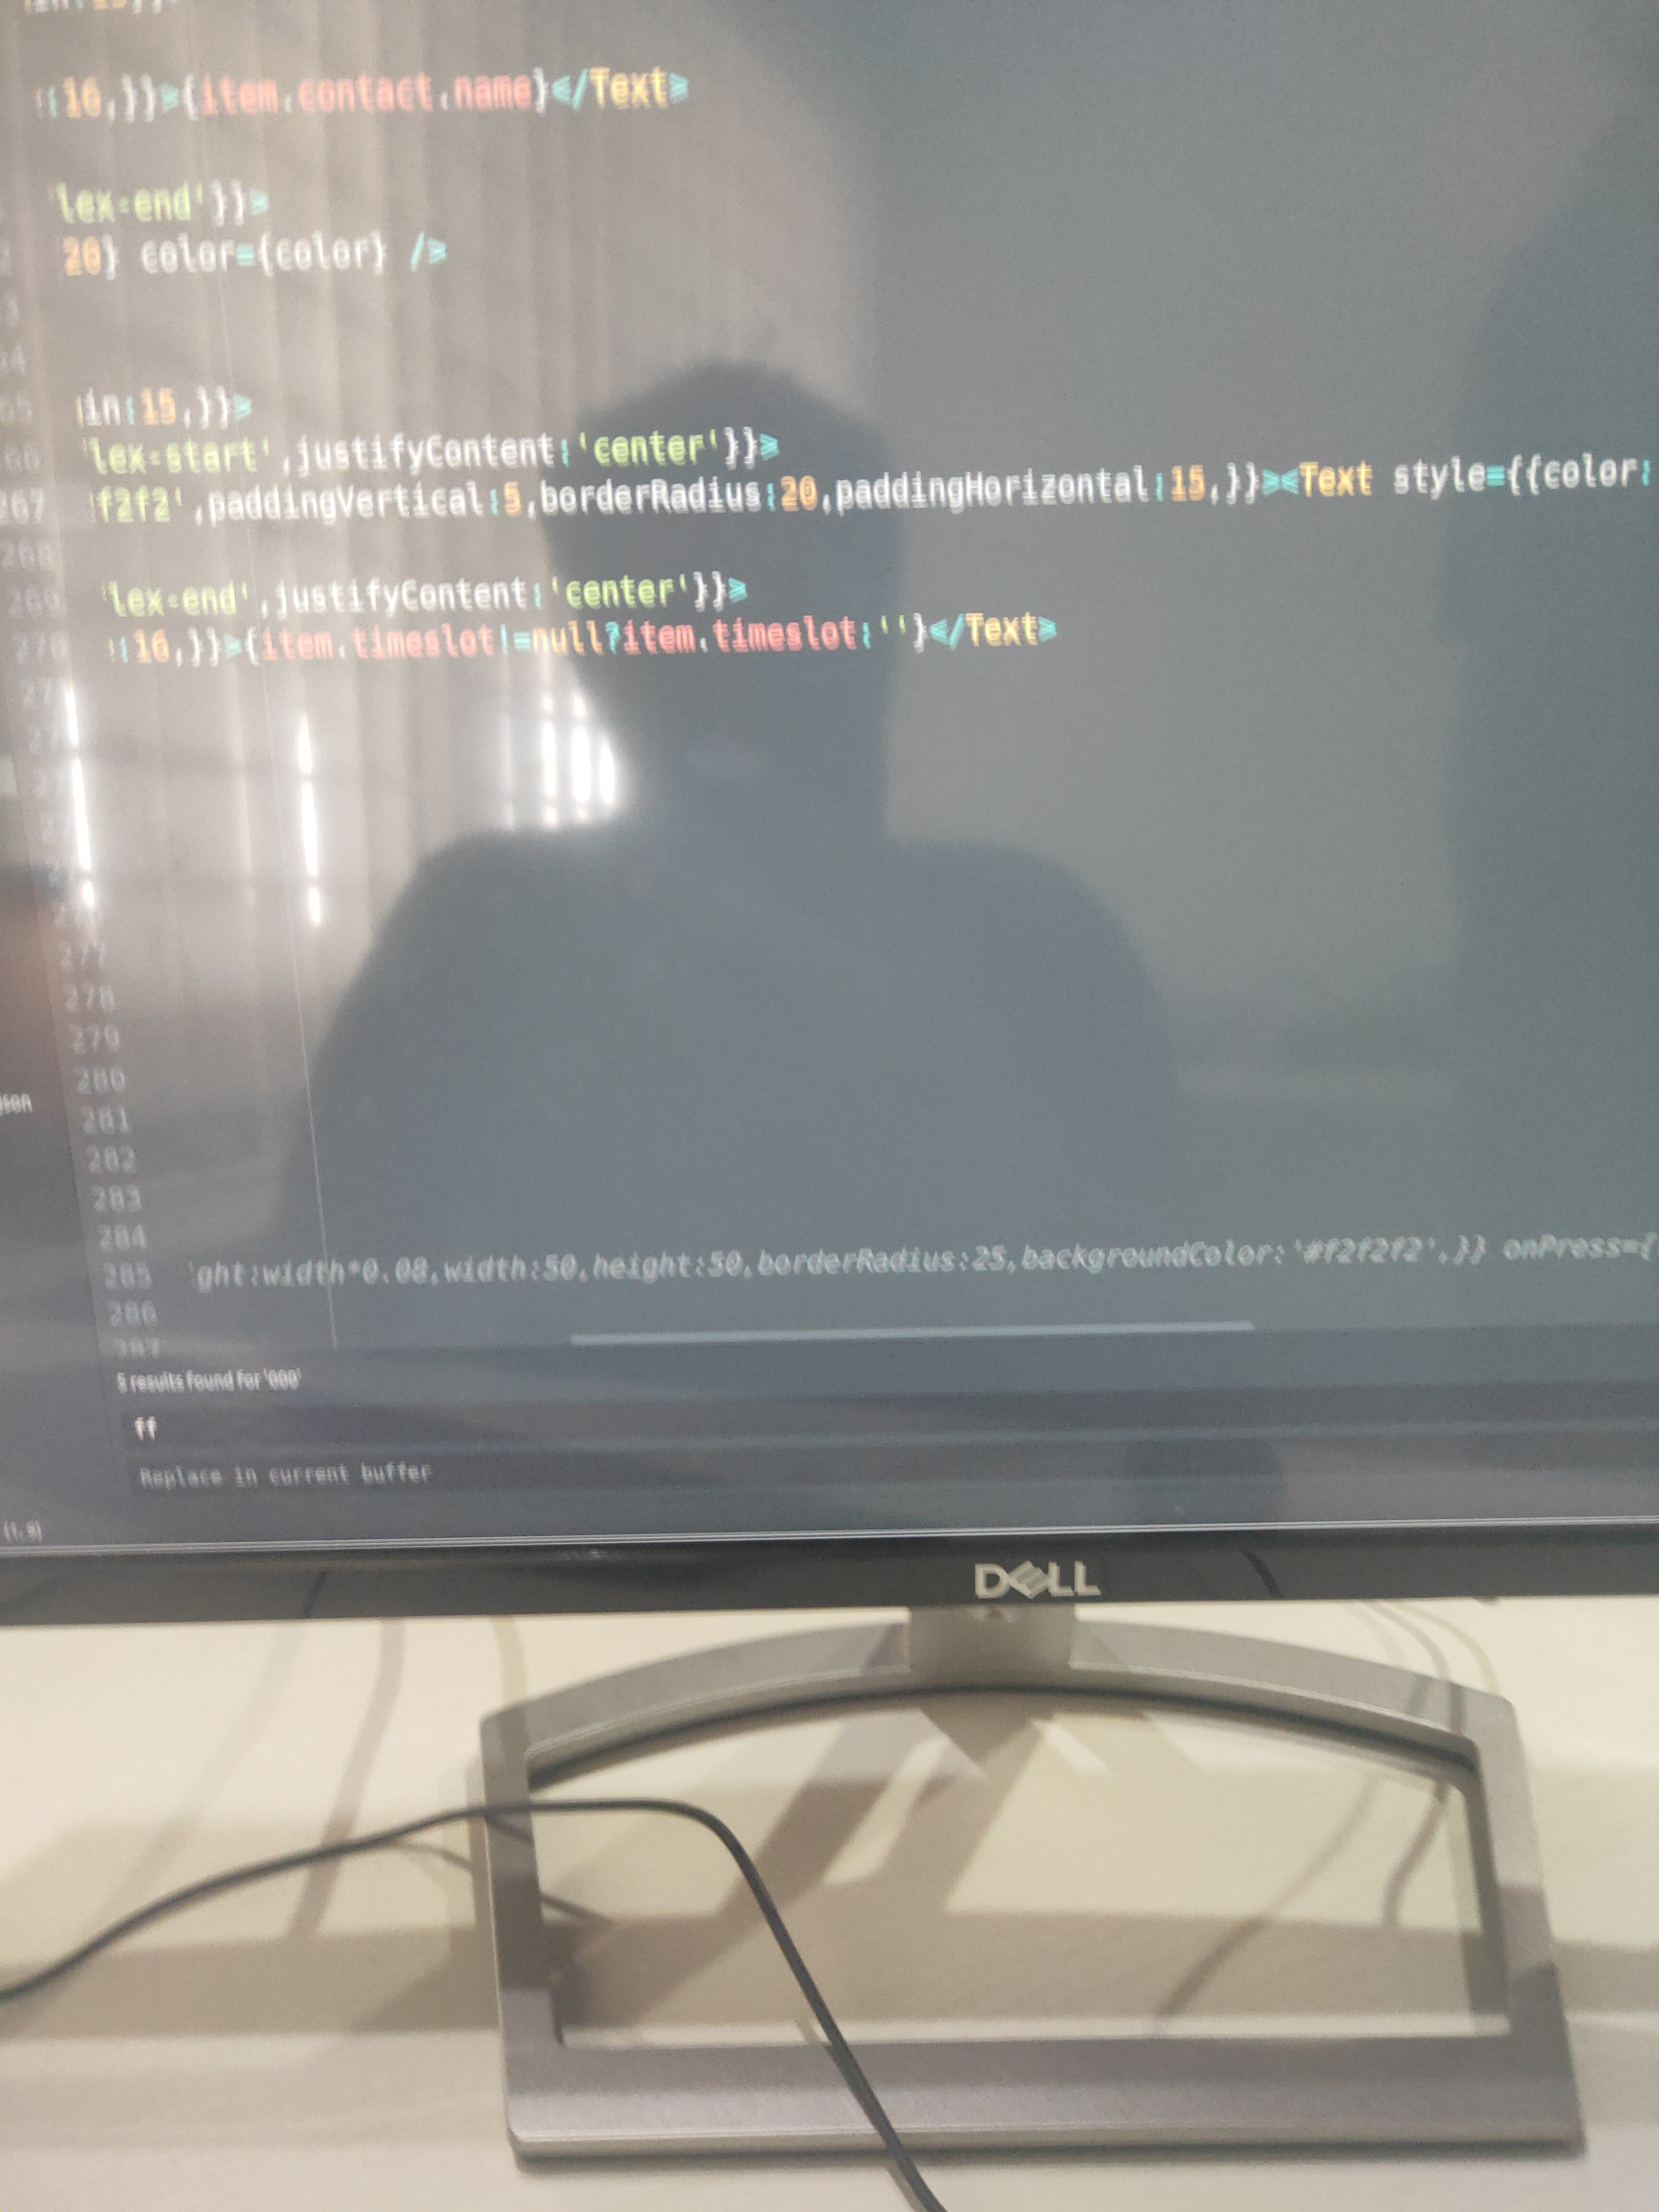 16,}}>{item.contact.name}</Text>
lex-end'}}>
20} color={color} />
in:15,}}>
'lex-start',justifyContent:'center'}}>
267 f2f2',paddingVertical:5,borderRadius:20,paddingHorizontal:15,}}><Text style={{color:
268
269 'lex-end',justifyContent:'center'}}>
270 :16,}}>{item.timeslot!=null?item.timeslot:''}</Text>
277
278
279
280
281
282
283
284
285 'ght:width*0.08,width:50,height:50,borderRadius:25,backgroundColor:'#f2f2f2',}} onPress={
286
287
5 results found for '000'
ff
Replace in current buffer
DELL